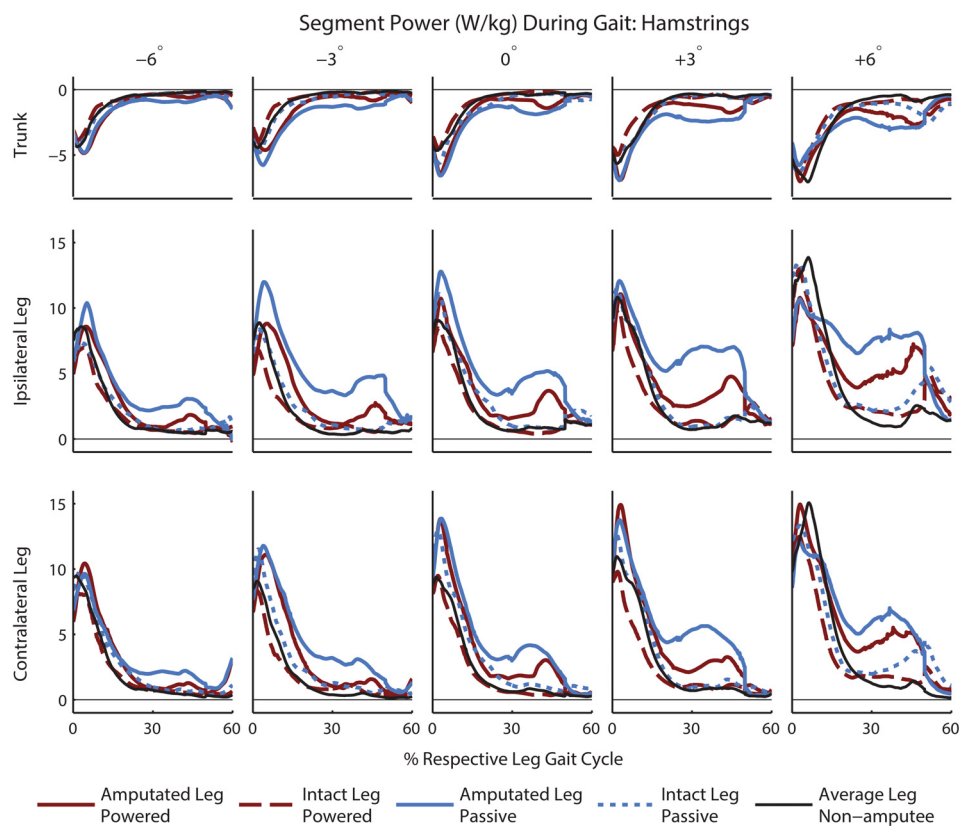 Segment Power (W/kg) During Gait: Hamstrings
−6° −3° 0° +3° +6°
Trunk
0
−5
Ipsilateral Leg
15
10
5
0
Contralateral Leg
15
10
5
0
0 30 60 0 30 60 0 30 60 0 30 60 0 30 60
% Respective Leg Gait Cycle
Amputated Leg Powered
Intact Leg Powered
Amputated Leg Passive
Intact Leg Passive
Average Leg Non−amputee